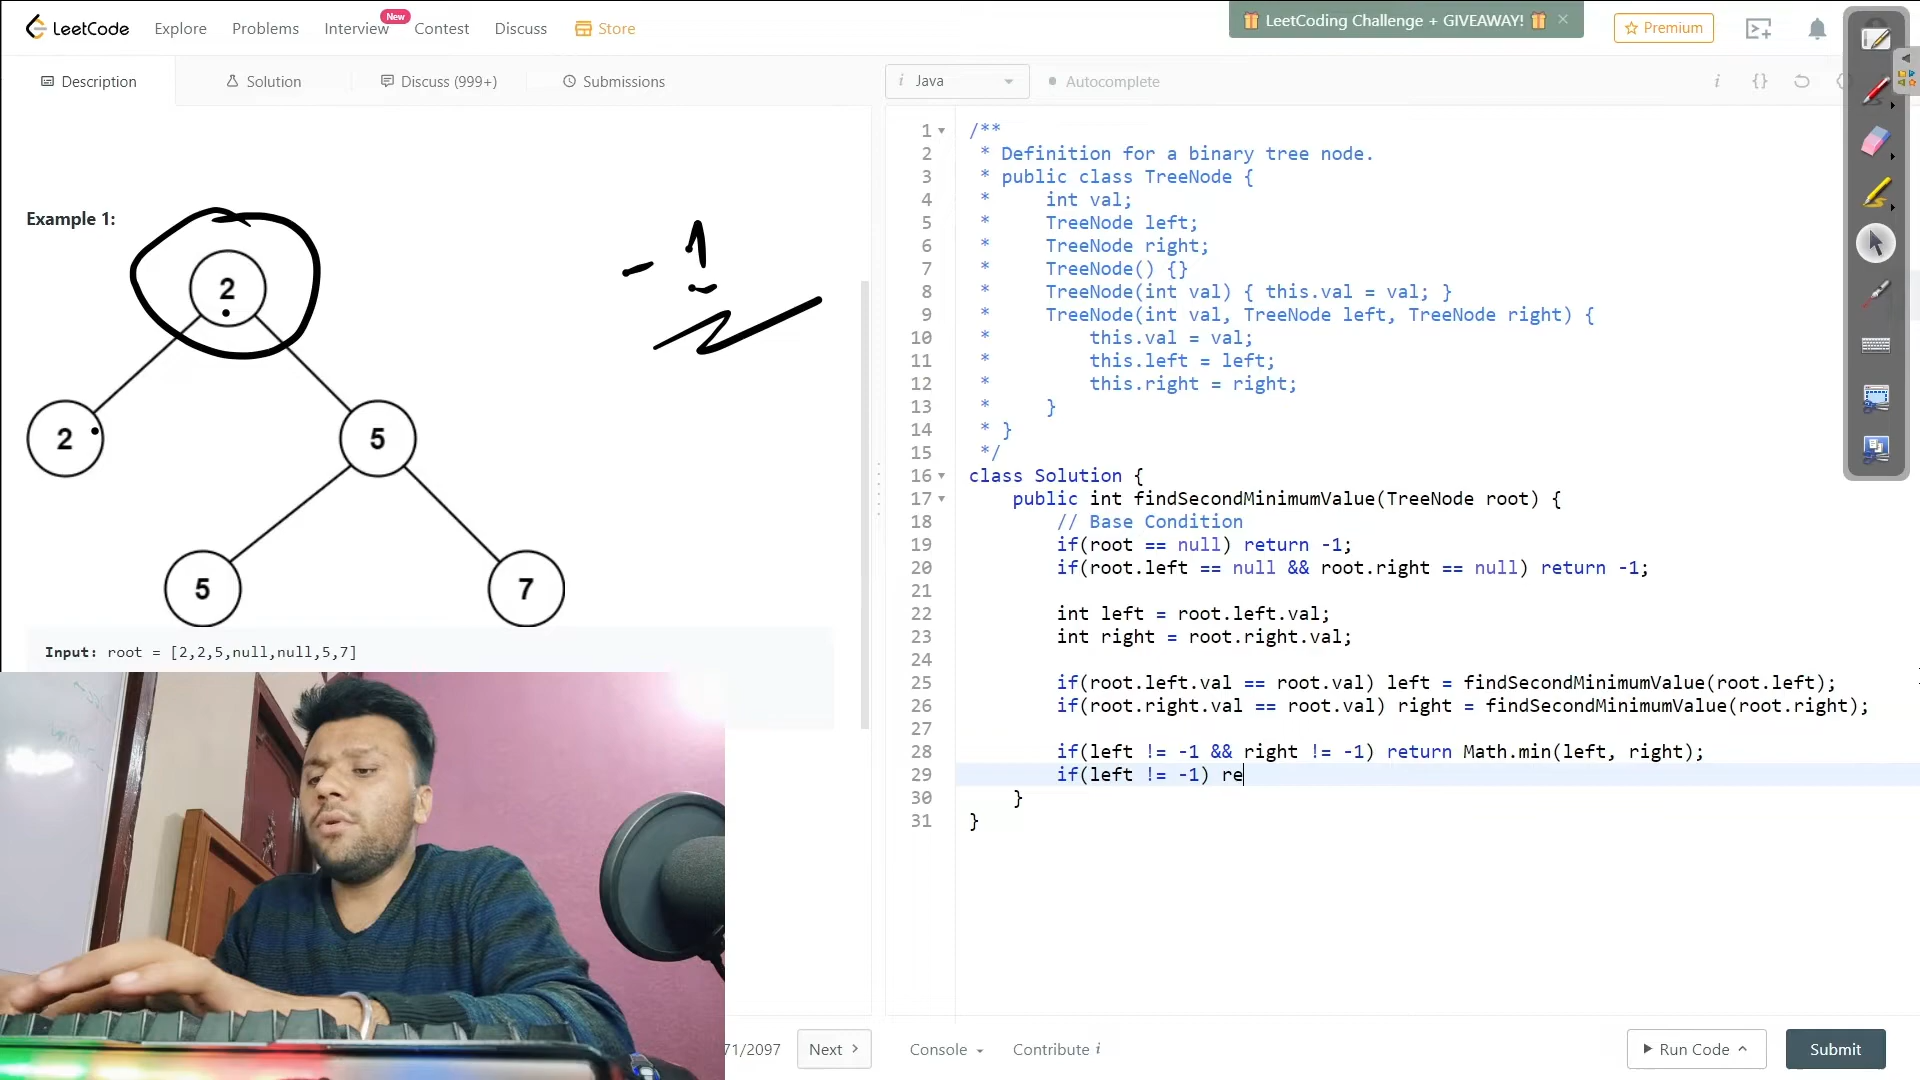 LeetCode Explore Problems Interview New Contest Discuss Store LeetCoding Challenge + GIVEAWAY! × Premium
Description Solution Discuss (999+) Submissions
i Java Autocomplete i {}
Example 1:
2
2 5
5 7
-1
Input: root = [2,2,5,null,null,5,7]
71/2097 Next >
1 /**
2 * Definition for a binary tree node.
3 * public class TreeNode {
4 * int val;
5 * TreeNode left;
6 * TreeNode right;
7 * TreeNode() {}
8 * TreeNode(int val) { this.val = val; }
9 * TreeNode(int val, TreeNode left, TreeNode right) {
10 * this.val = val;
11 * this.left = left;
12 * this.right = right;
13 * }
14 * }
15 */
16 class Solution {
17 public int findSecondMinimumValue(TreeNode root) {
18 // Base Condition
19 if(root == null) return -1;
20 if(root.left == null && root.right == null) return -1;
21
22 int left = root.left.val;
23 int right = root.right.val;
24
25 if(root.left.val == root.val) left = findSecondMinimumValue(root.left);
26 if(root.right.val == root.val) right = findSecondMinimumValue(root.right);
27
28 if(left != -1 && right != -1) return Math.min(left, right);
29 if(left != -1) re
30 }
31 }
Console Contribute i Run Code Submit